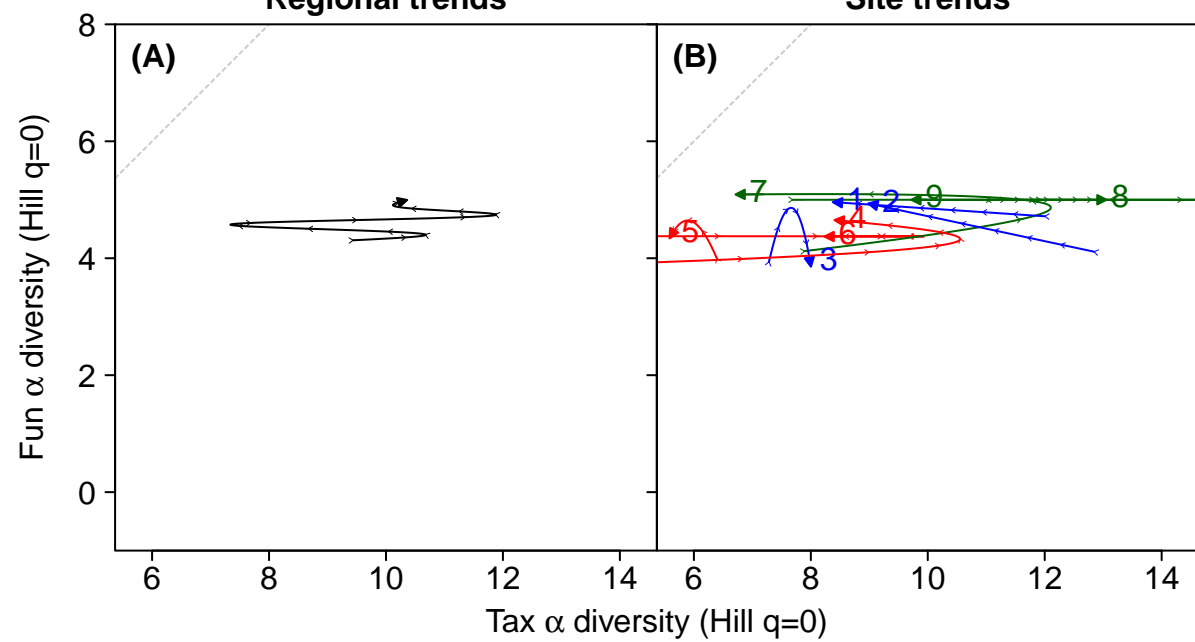 Regional trends Site trends
(A) (B)
8
6
4
2
0
7 1 2 9 8
5 4 6 3
6 8 10 12 14 6 8 10 12 14
Tax α diversity (Hill q=0)
Fun α diversity (Hill q=0)